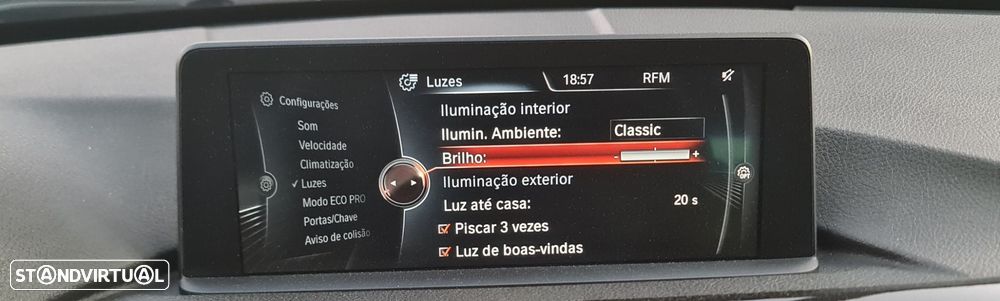 Luzes 18:57 RFM
Configurações
Som
Velocidade
Climatização
Luzes
Modo ECO PRO
Portas/Chave
Aviso de colisão
Iluminação interior
Ilumin. Ambiente: Classic
Brilho: - +
Iluminação exterior
Luz até casa: 20 s
Piscar 3 vezes
Luz de boas-vindas
OPT
STANDVIRTUAL